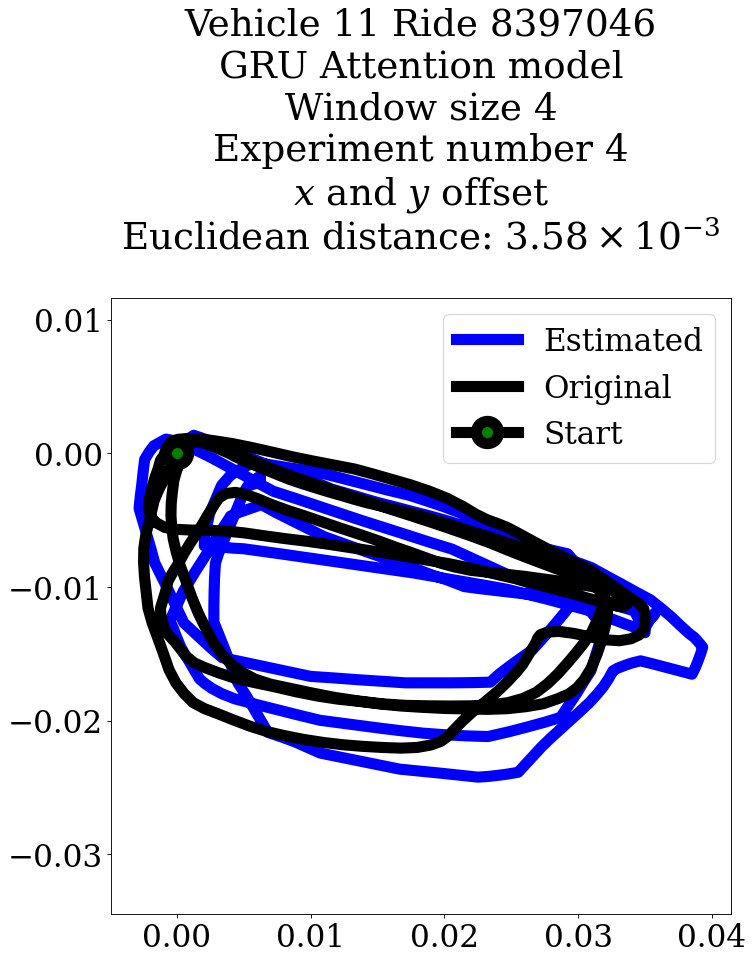 Vehicle 11 Ride 8397046
GRU Attention model
Window size 4
Experiment number 4
x and y offset
Euclidean distance: 3.58 × 10⁻³
Estimated
Original
Start
0.01
0.00
−0.01
−0.02
−0.03
0.00 0.01 0.02 0.03 0.04